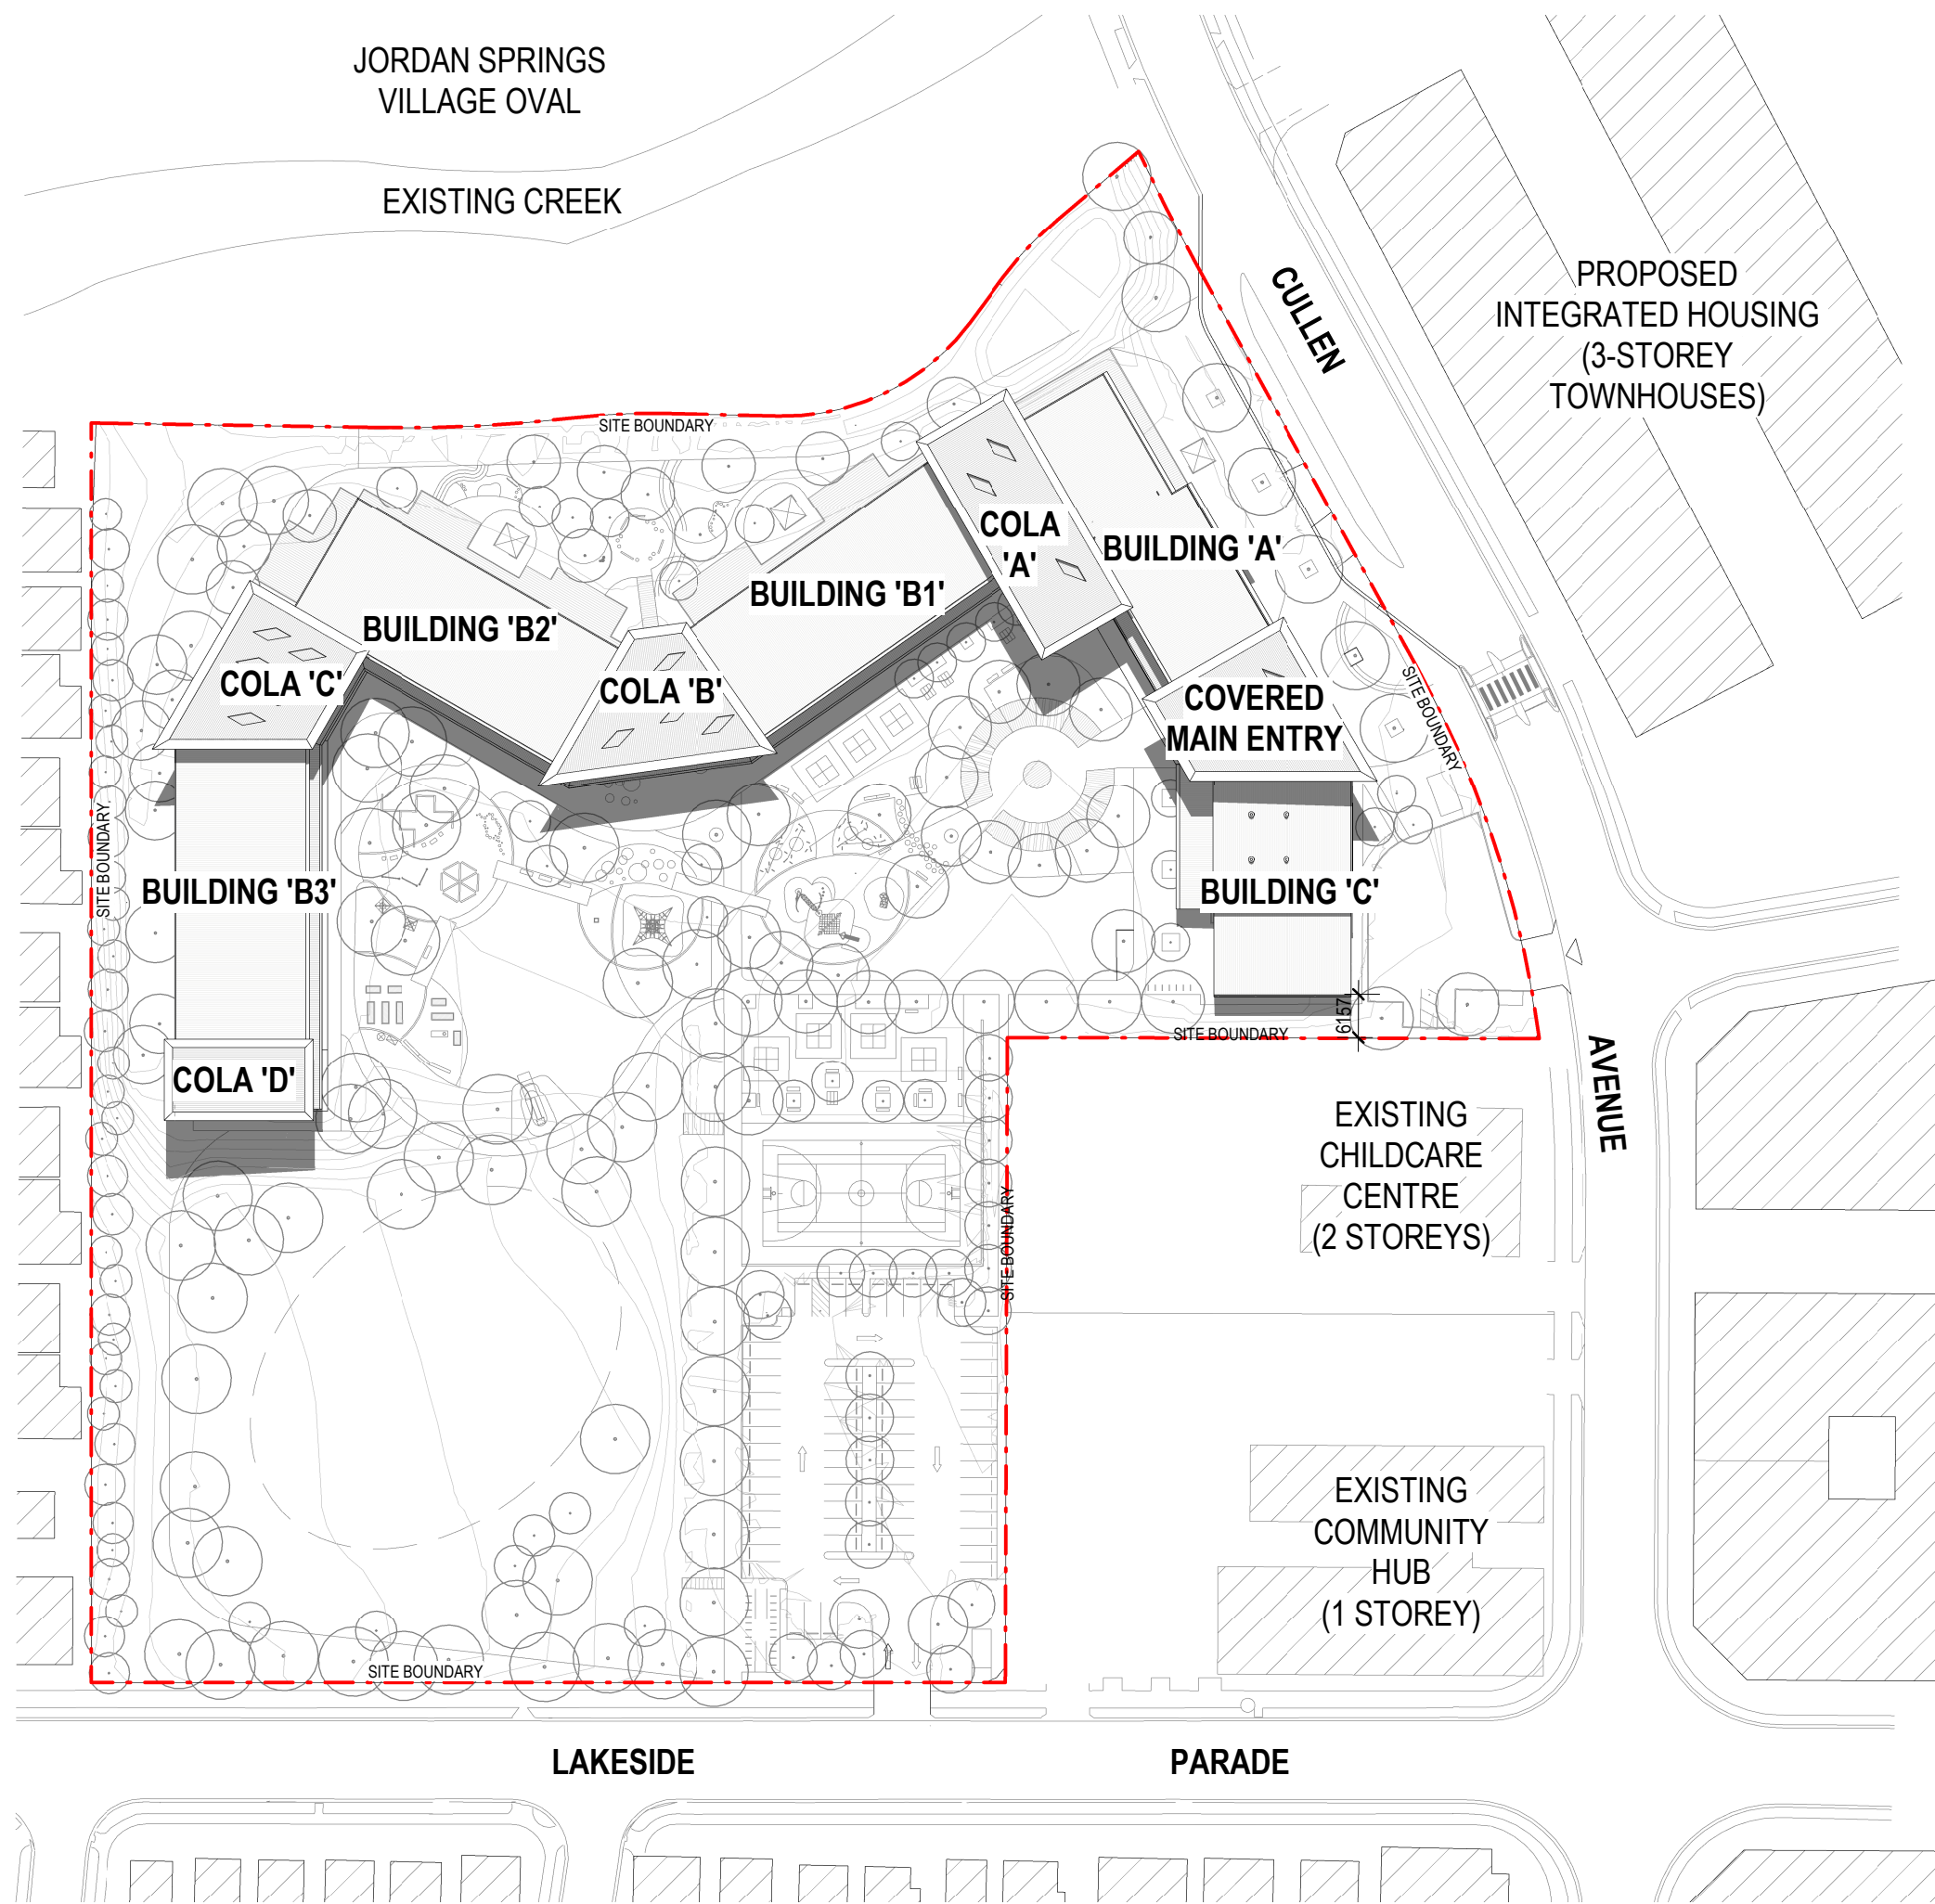 JORDAN SPRINGS
VILLAGE OVAL
EXISTING CREEK
CULLEN
PROPOSED
INTEGRATED HOUSING
(3-STOREY
TOWNHOUSES)
SITE BOUNDARY
COLA
'A'
BUILDING 'A'
BUILDING 'B1'
BUILDING 'B2'
COLA 'C'
COLA 'B'
COVERED
MAIN ENTRY
SITE BOUNDARY
SITE BOUNDARY
BUILDING 'B3'
BUILDING 'C'
6157
SITE BOUNDARY
COLA 'D'
AVENUE
EXISTING
CHILDCARE
CENTRE
(2 STOREYS)
SITE BOUNDARY
EXISTING
COMMUNITY
HUB
(1 STOREY)
SITE BOUNDARY
LAKESIDE
PARADE